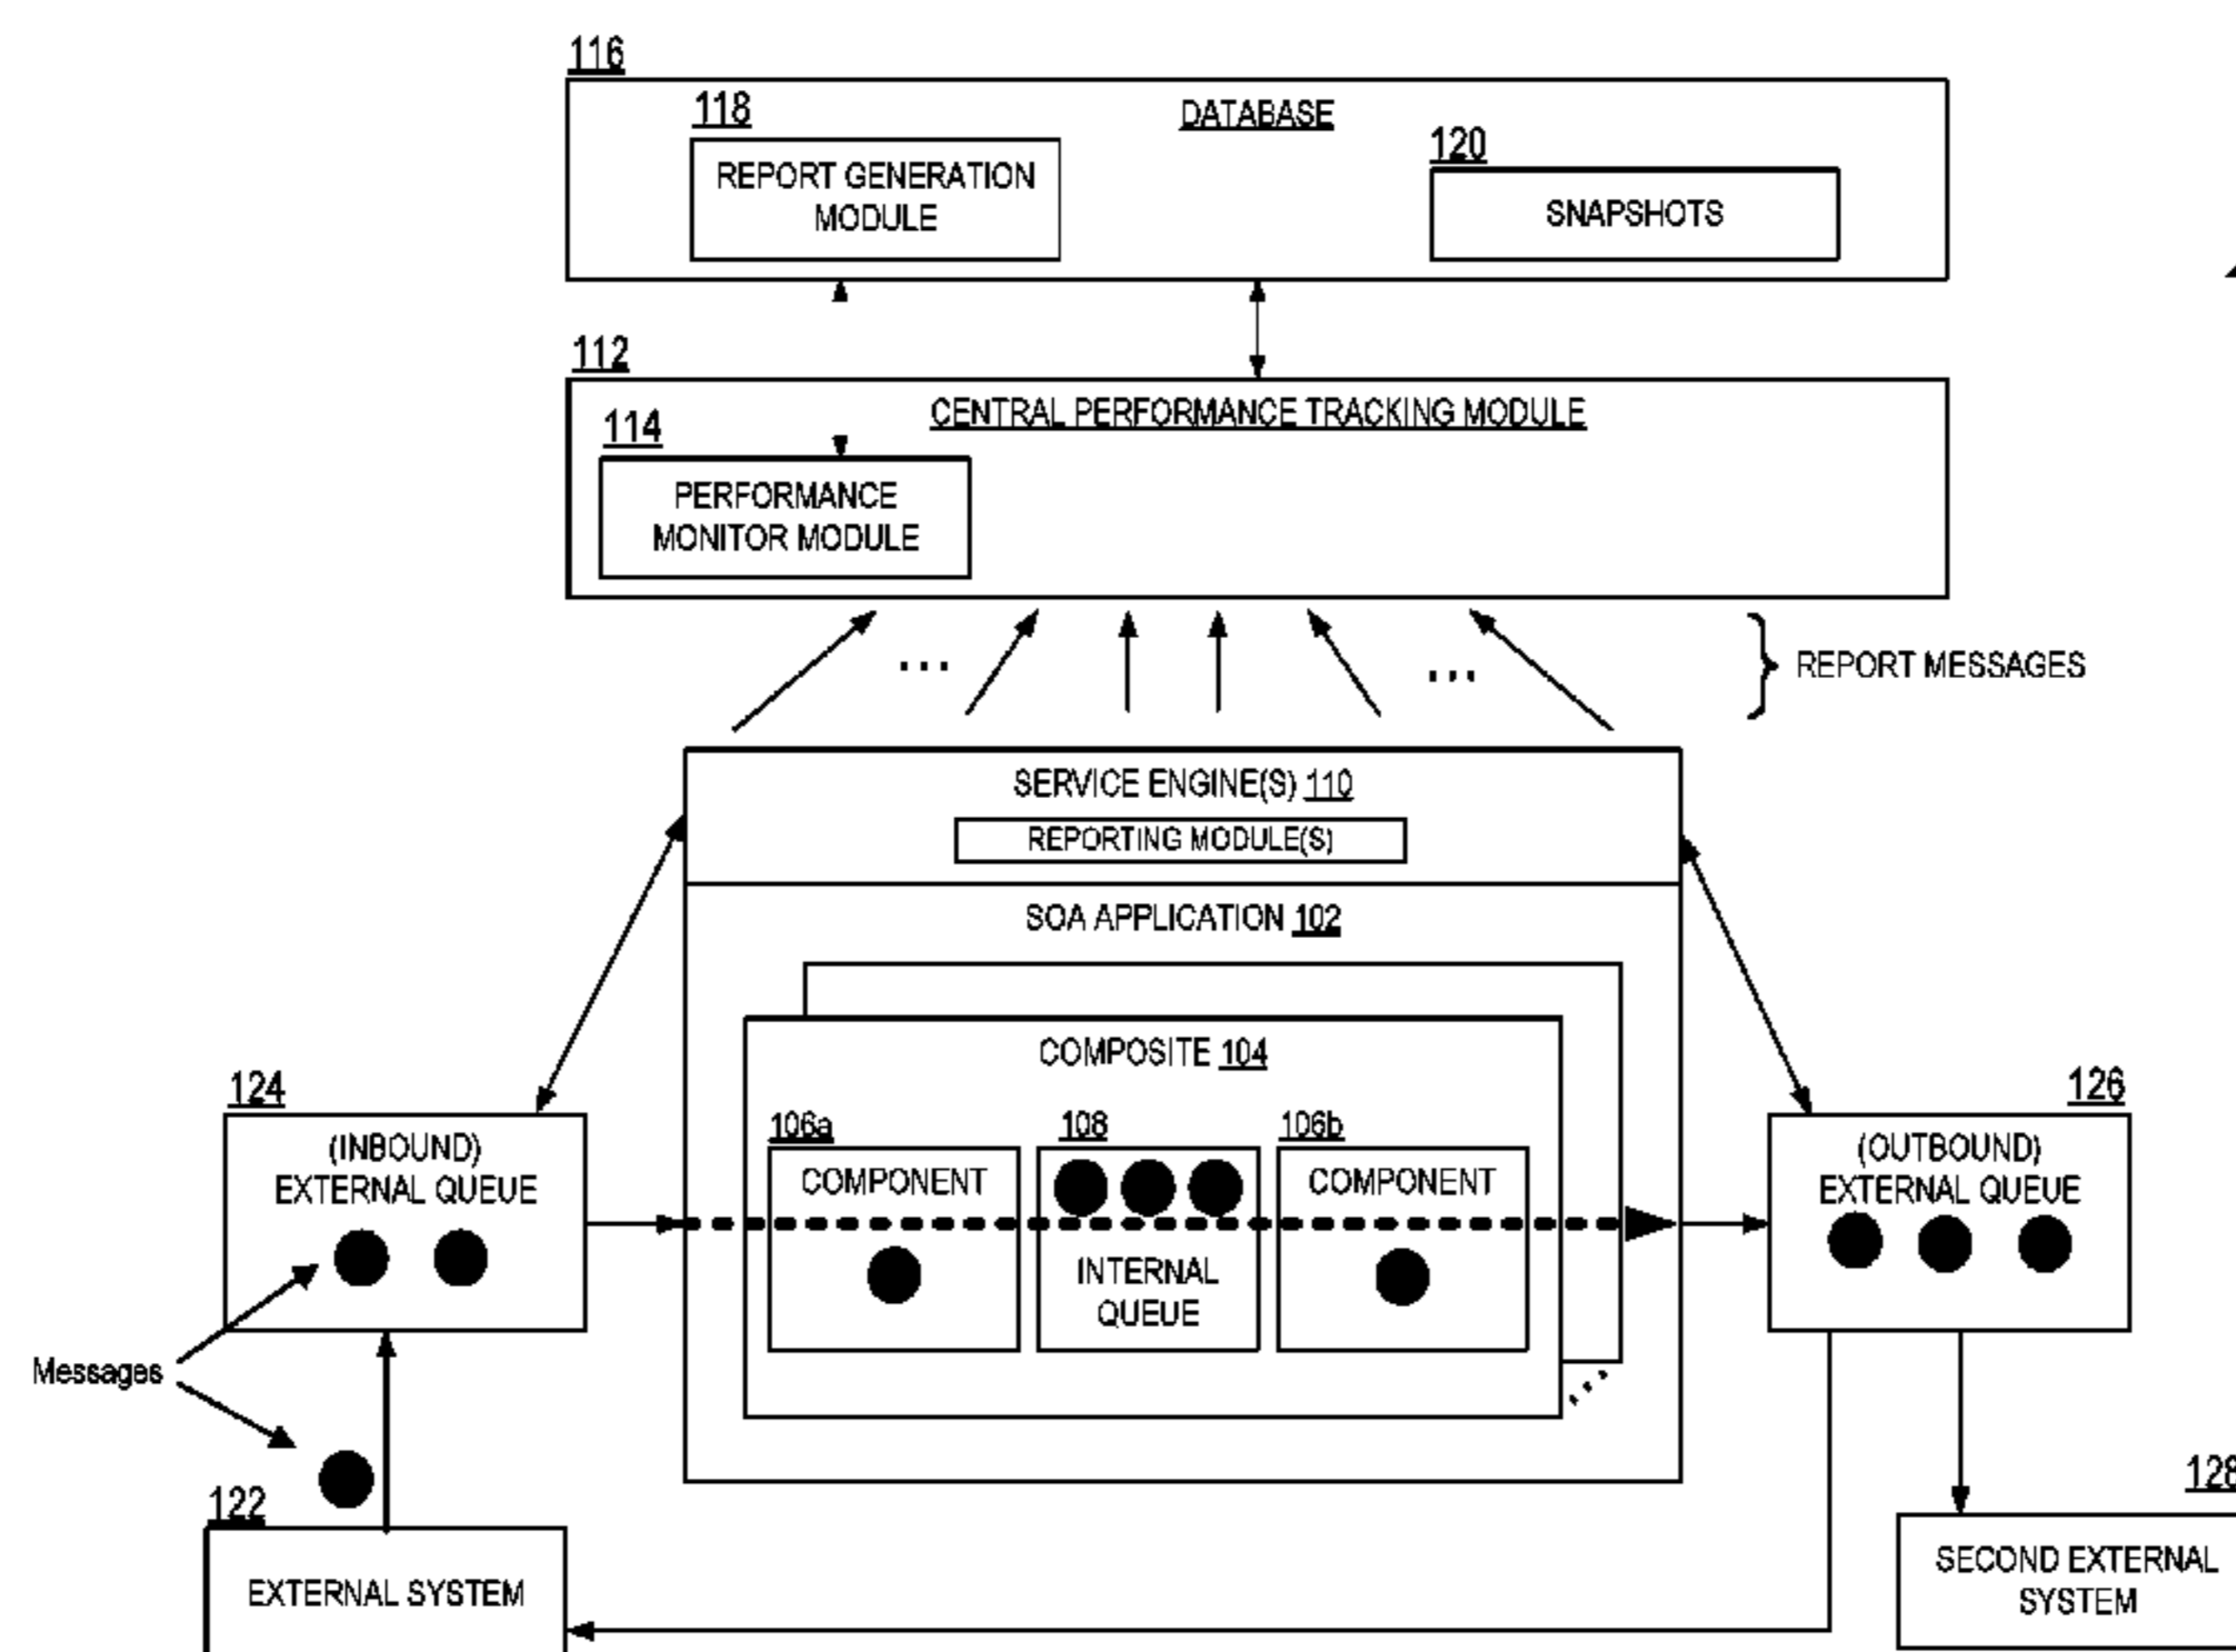 116
118
DATABASE
120
REPORT GENERATION
MODULE
SNAPSHOTS
112
CENTRAL PERFORMANCE TRACKING MODULE
114
PERFORMANCE
MONITOR MODULE
... ...
REPORT MESSAGES
SERVICE ENGINE(S) 110
REPORTING MODULE(S)
SOA APPLICATION 102
COMPOSITE 104
124
(INBOUND)
EXTERNAL QUEUE
106a
COMPONENT
108
INTERNAL
QUEUE
106b
COMPONENT
126
(OUTBOUND)
EXTERNAL QUEUE
Messages
...
122
EXTERNAL SYSTEM
128
SECOND EXTERNAL
SYSTEM